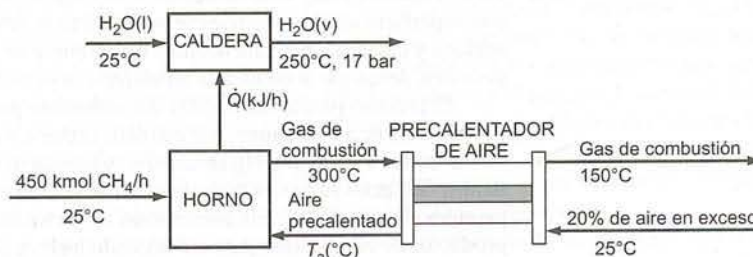 H₂O(l)
25°C
CALDERA
H₂O(v)
250°C, 17 bar
Q̇(kJ/h)
Gas de
combustión
300°C
PRECALENTADOR
DE AIRE
Gas de combustión
150°C
450 kmol CH₄/h
25°C
HORNO
Aire
precalentado
Tₐ(°C)
20% de aire en exceso
25°C